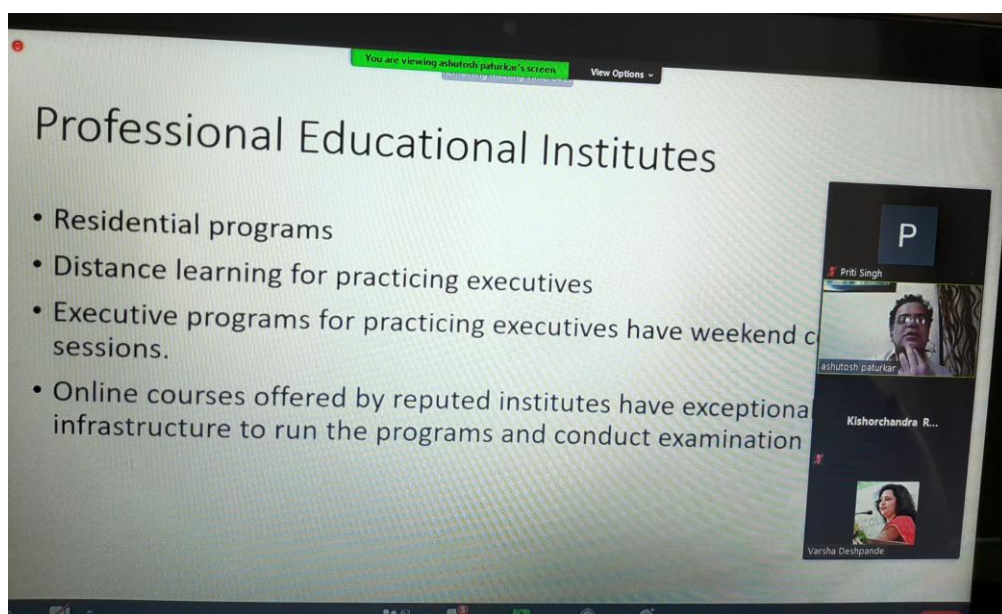 You are viewing ashutosh paturkar's screen
View Options
Professional Educational Institutes
• Residential programs
• Distance learning for practicing executives
• Executive programs for practicing executives have weekend c
sessions.
• Online courses offered by reputed institutes have exceptiona
infrastructure to run the programs and conduct examination
P
Priti Singh
ashutosh paturkar
Kishorchandra R...
Varsha Deshpande
62
5